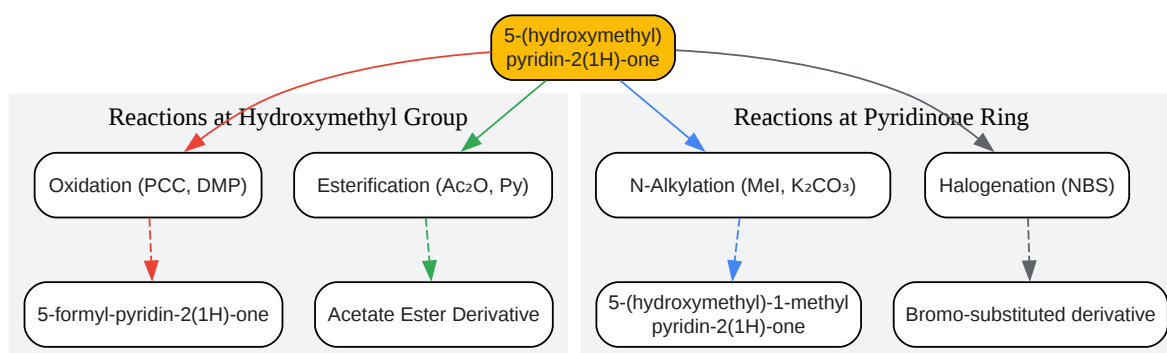 5-(hydroxymethyl)
pyridin-2(1H)-one
Reactions at Hydroxymethyl Group
Reactions at Pyridinone Ring
Oxidation (PCC, DMP)
Esterification (Ac₂O, Py)
N-Alkylation (MeI, K₂CO₃)
Halogenation (NBS)
5-formyl-pyridin-2(1H)-one
Acetate Ester Derivative
5-(hydroxymethyl)-1-methyl
pyridin-2(1H)-one
Bromo-substituted derivative